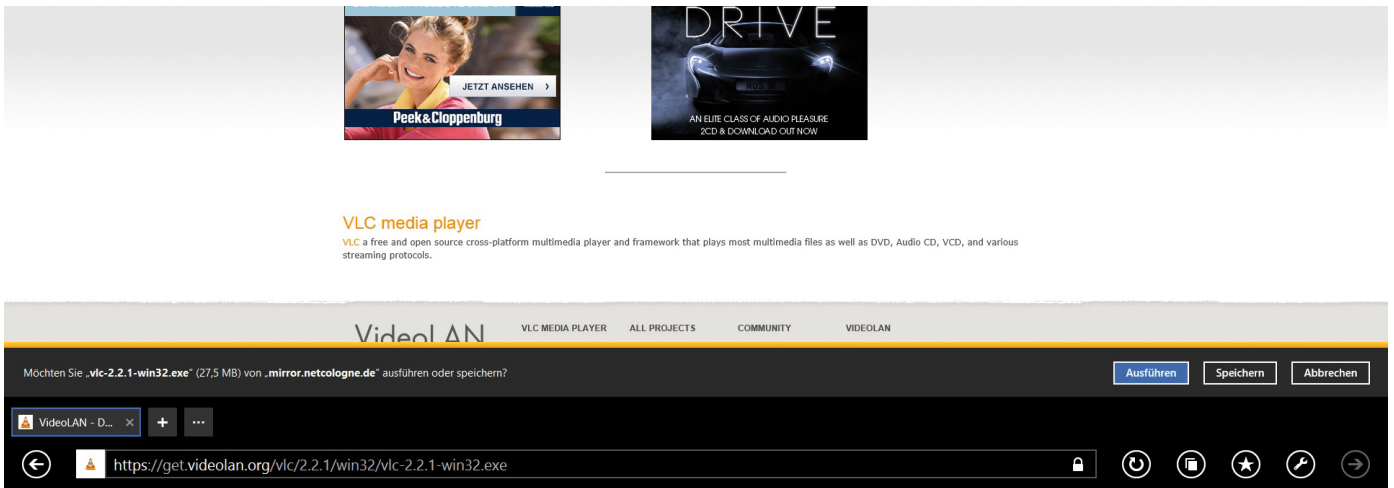 DRIVE
JETZT ANSEHEN
Peek&Cloppenburg
AN ELITE CLASS OF AUDIO PLEASURE
2CD & DOWNLOAD OUT NOW
VLC media player
VLC a free and open source cross-platform multimedia player and framework that plays most multimedia files as well as DVD, Audio CD, VCD, and various
streaming protocols.
VideoLAN VLC MEDIA PLAYER ALL PROJECTS COMMUNITY VIDEOLAN
Möchten Sie „vlc-2.2.1-win32.exe“ (27,5 MB) von „mirror.netcologne.de“ ausführen oder speichern? Ausführen Speichern Abbrechen
VideoLAN - D...
https://get.videolan.org/vlc/2.2.1/win32/vlc-2.2.1-win32.exe